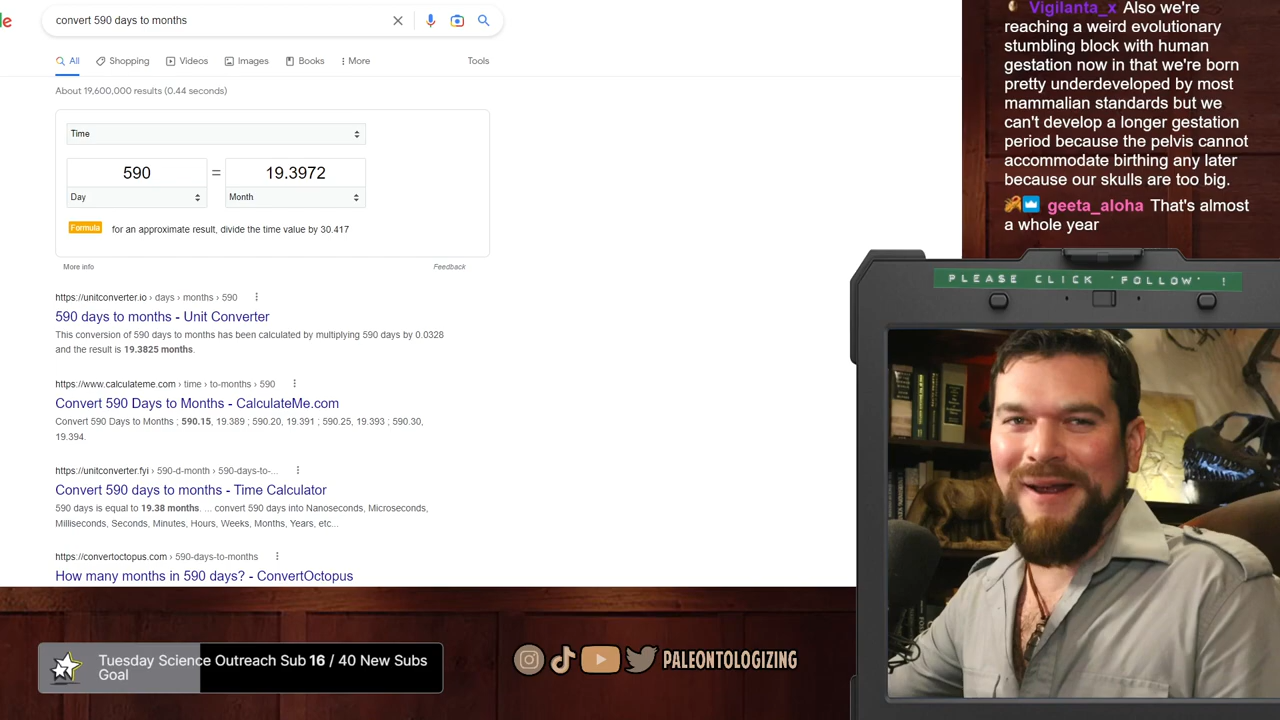 le
convert 590 days to months
All
Shopping
Videos
Images
Books
More
Tools
About 19,600,000 results (0.44 seconds)
Time
590 = 19.3972
Day Month
Formula for an approximate result, divide the time value by 30.417
More info Feedback
https://unitconverter.io › days › months › 590
590 days to months - Unit Converter
This conversion of 590 days to months has been calculated by multiplying 590 days by 0.0328
and the result is 19.3825 months.
https://www.calculateme.com › time › to-months › 590
Convert 590 Days to Months - CalculateMe.com
Convert 590 Days to Months ; 590.15, 19.389 ; 590.20, 19.391 ; 590.25, 19.393 ; 590.30,
19.394.
https://unitconverter.fyi › 590-d-month › 590-days-to-...
Convert 590 days to months - Time Calculator
590 days is equal to 19.38 months. ... convert 590 days into Nanoseconds, Microseconds,
Milliseconds, Seconds, Minutes, Hours, Weeks, Months, Years, etc...
https://convertoctopus.com › 590-days-to-months
How many months in 590 days? - ConvertOctopus
Vigilanta_x Also we're
reaching a weird evolutionary
stumbling block with human
gestation now in that we're born
pretty underdeveloped by most
mammalian standards but we
can't develop a longer gestation
period because the pelvis cannot
accommodate birthing any later
because our skulls are too big.
geeta_aloha That's almost
a whole year
PLEASE CLICK 'FOLLOW' !
Tuesday Science Outreach Sub 16 / 40 New Subs
Goal
PALEONTOLOGIZING